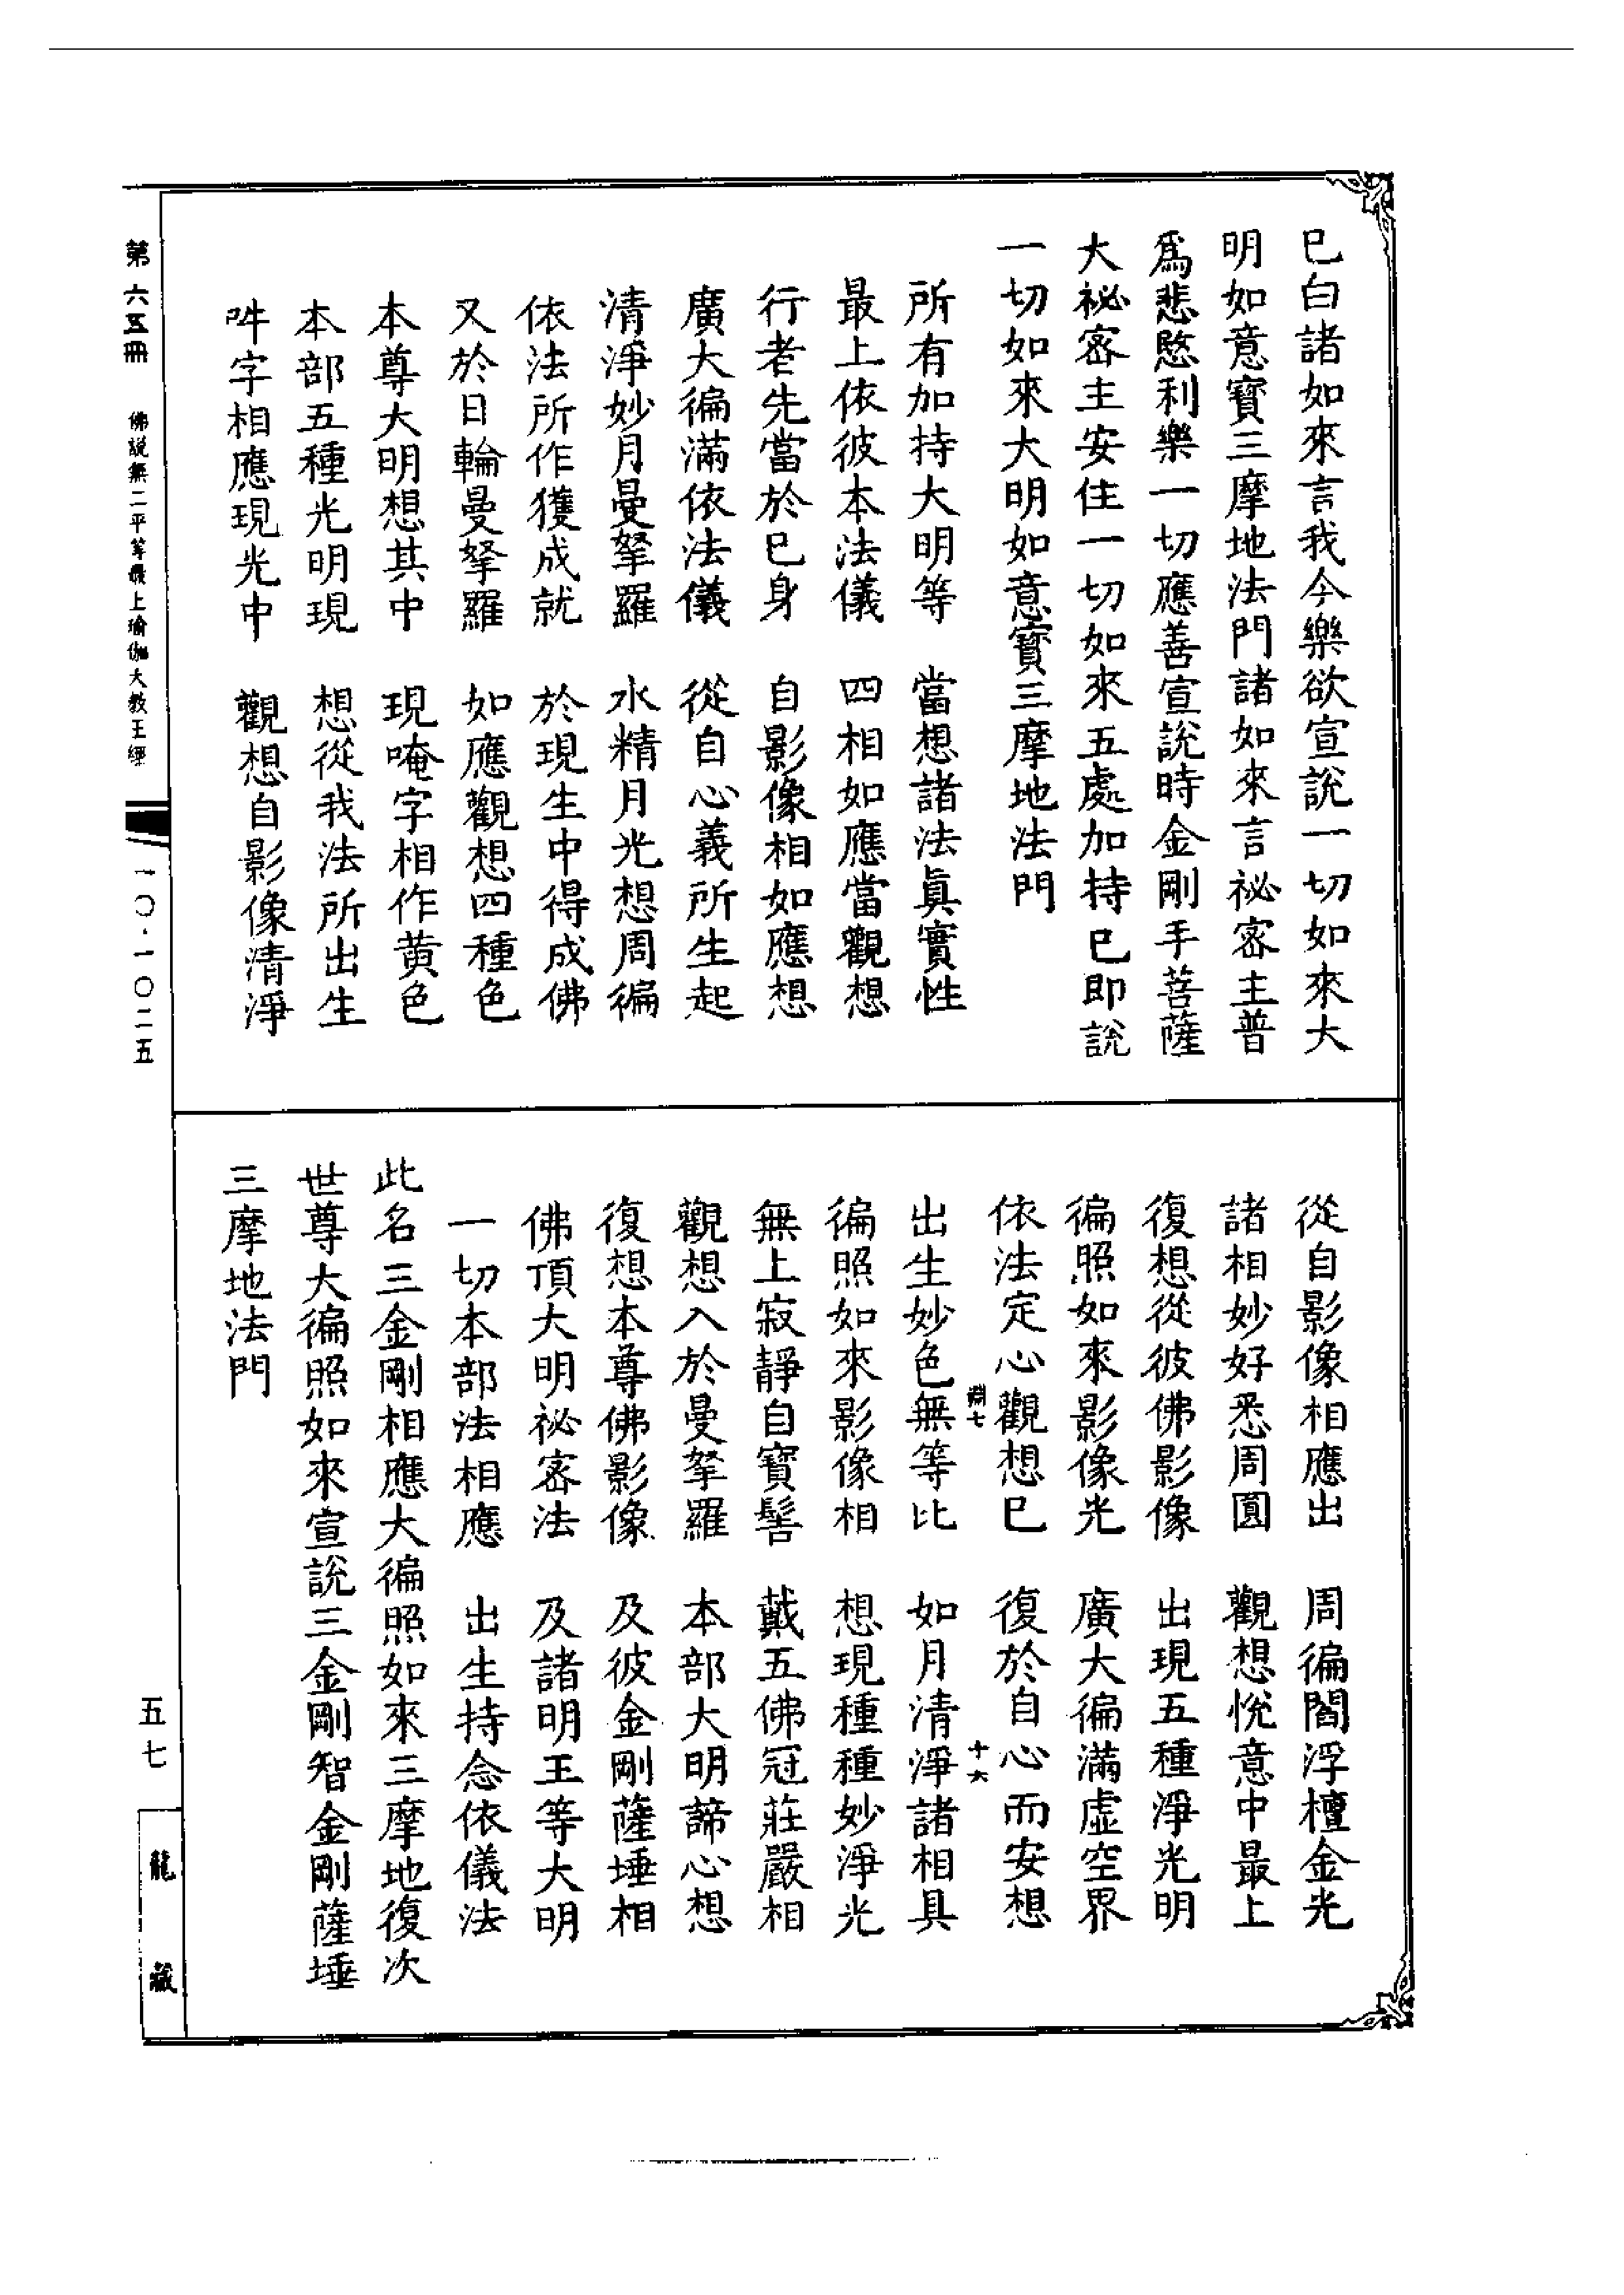 巳白諸如來言我今樂欲宣說一切如來大
明如意寶三摩地法門諸如來言祕密主普
爲悲愍利樂一切應善宣說時金剛手菩薩
大祕密主安住一切如來五處加持巳即說
一切如來大明如意寶三摩地法門
所有加持大明等　當想諸法眞實性
最上依彼本法儀　四相如應當觀想
行者先當於巳身　自影像相如應想
廣大徧滿依法儀　從自心義所生起
清淨妙月曼拏羅　水精月光想周徧
依法所作獲成就　於現生中得成佛
又於日輪曼拏羅　如應觀想四種色
本尊大明想其中　現唵字相作黃色
本部五種光明現　想從我法所出生
吽字相應現光中　觀想自影像清淨
從自影像相應出　周徧閻浮檀金光
諸相妙好悉周圓　觀想悅意中最上
復想從彼佛影像　出現五種淨光明
徧照如來影像光　廣大徧滿虛空界
依法定心觀想巳　復於自心而安想
淵七　十六
出生妙色無等比　如月清淨諸相具
徧照如來影像相　想現種種妙淨光
無上寂靜自寶髻　戴五佛冠莊嚴相
觀想入於曼拏羅　本部大明諦心想
復想本尊佛影像　及彼金剛薩埵相
佛頂大明祕密法　及諸明王等大明
一切本部法相應　出生持念依儀法
此名三金剛相應大徧照如來三摩地復次
世尊大徧照如來宣說三金剛智金剛薩埵
三摩地法門
第六五冊　佛說無二平等最上瑜伽大教王經　一〇·一〇二五
五七　龍藏